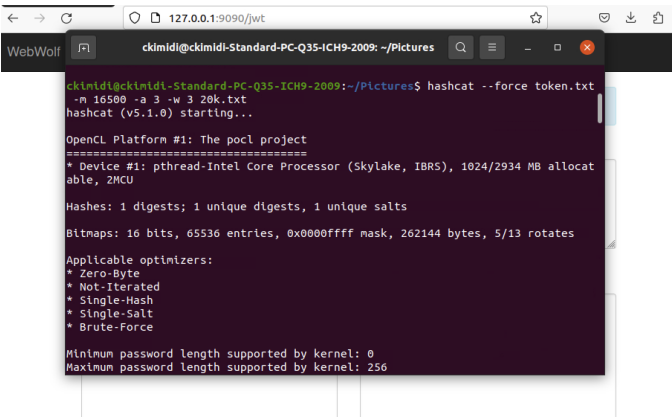 127.0.0.1:9090/jwt
WebWolf
ckimidi@ckimidi-Standard-PC-Q35-ICH9-2009: ~/Pictures
ckimidi@ckimidi-Standard-PC-Q35-ICH9-2009:~/Pictures$ hashcat --force token.txt
-m 16500 -a 3 -w 3 20k.txt
hashcat (v5.1.0) starting...
OpenCL Platform #1: The pocl project
====================================
* Device #1: pthread-Intel Core Processor (Skylake, IBRS), 1024/2934 MB allocat
able, 2MCU
Hashes: 1 digests; 1 unique digests, 1 unique salts
Bitmaps: 16 bits, 65536 entries, 0x0000ffff mask, 262144 bytes, 5/13 rotates
Applicable optimizers:
* Zero-Byte
* Not-Iterated
* Single-Hash
* Single-Salt
* Brute-Force
Minimum password length supported by kernel: 0
Maximum password length supported by kernel: 256